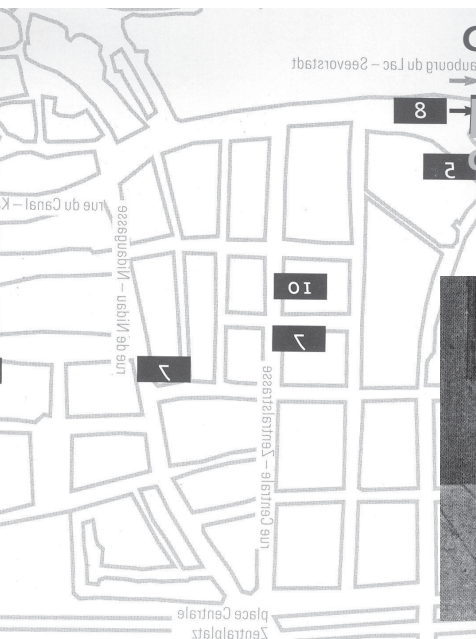 aubourg du Lac – Seevorstadt
8
5
rue du Canal – K
rue de Nidau – Nidaugasse
10
7
7
rue Centrale – Zentralstrasse
place Centrale
Zentralplatz